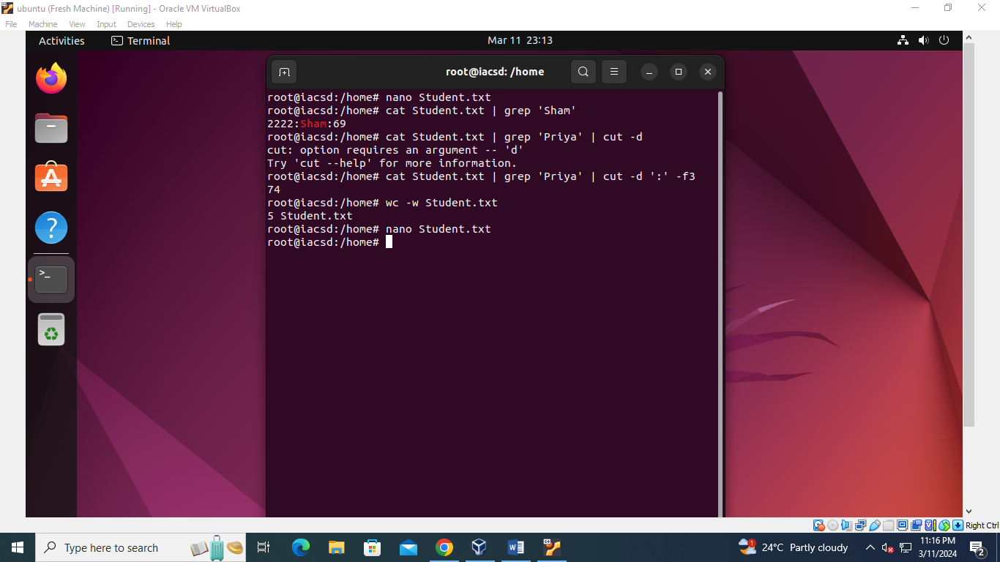 ubuntu (Fresh Machine) [Running] - Oracle VM VirtualBox
File Machine View Input Devices Help
Activities Terminal Mar 11 23:13
root@iacsd: /home
root@iacsd:/home# nano Student.txt
root@iacsd:/home# cat Student.txt | grep 'Sham'
2222:Sham:69
root@iacsd:/home# cat Student.txt | grep 'Priya' | cut -d
cut: option requires an argument -- 'd'
Try 'cut --help' for more information.
root@iacsd:/home# cat Student.txt | grep 'Priya' | cut -d ':' -f3
74
root@iacsd:/home# wc -w Student.txt
5 Student.txt
root@iacsd:/home# nano Student.txt
root@iacsd:/home#
Right Ctrl
Type here to search
1
24°C Partly cloudy
11:16 PM
3/11/2024
2